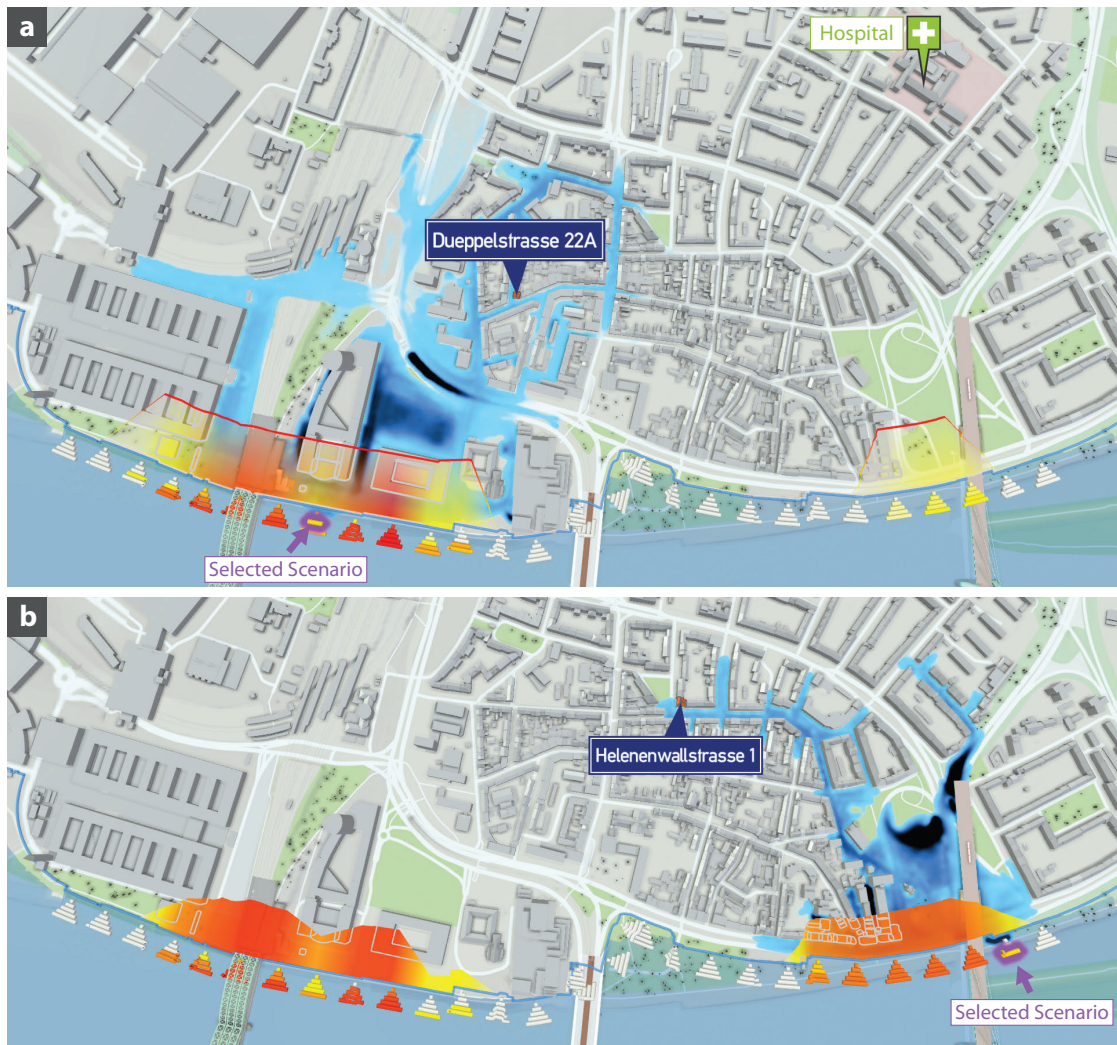 a
Hospital
Dueppelstrasse 22A
Selected Scenario
b
Helenenwallstrasse 1
Selected Scenario